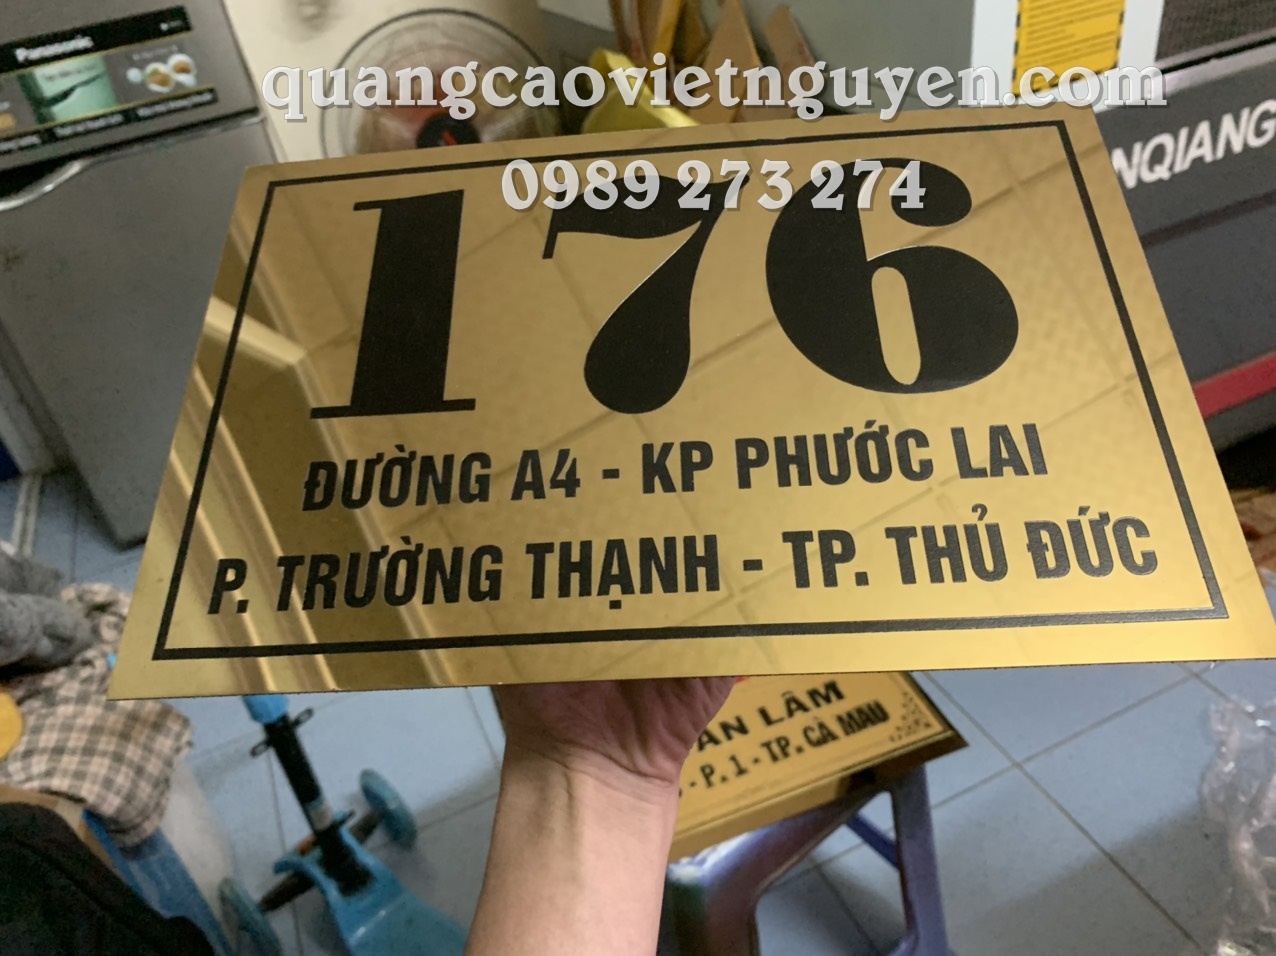 Panasonic
quangcaovietnguyen.com
0989 273 274
NQIANG
176
ĐƯỜNG A4 - KP PHƯỚC LAI
P. TRƯỜNG THẠNH - TP. THỦ ĐỨC
AN LÂM
- P. 1 - TP. CÀ MAU